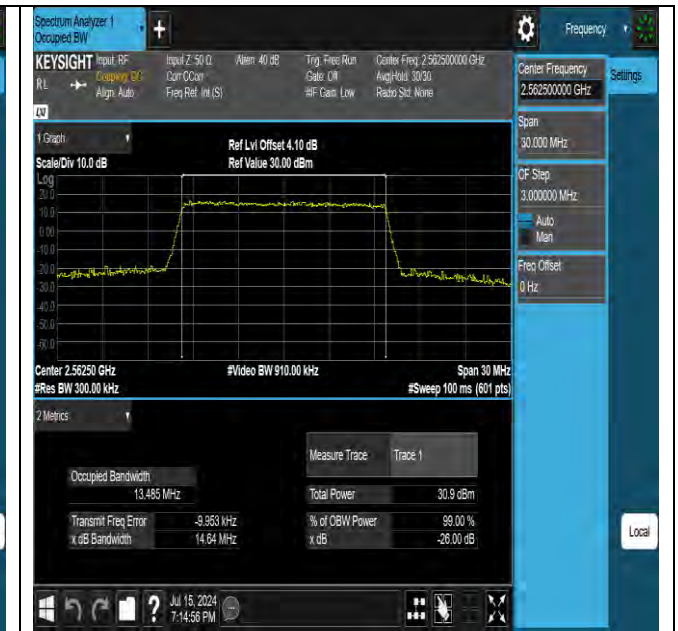 Spectrum Analyzer 1
Occupied BW
+
Frequency
KEYSIGHT
RL
LXI
Input: RF
Coupling: DC
Align: Auto
Input Z: 50 Ω
Corr CCorr
Freq Ref: Int (S)
Atten: 40 dB
Trig: Free Run
Gate: Off
#IF Gain: Low
Center Freq: 2.562500000 GHz
Avg|Hold: 30/30
Radio Std: None
Center Frequency
2.562500000 GHz
Settings
Span
30.000 MHz
CF Step
3.000000 MHz
Auto
Man
Freq Offset
0 Hz
1 Graph
Scale/Div 10.0 dB
Ref Lvl Offset 4.10 dB
Ref Value 30.00 dBm
Log
20.0
10.0
0.00
-10.0
-20.0
-30.0
-40.0
-50.0
-60.0
Center 2.56250 GHz
#Res BW 300.00 kHz
#Video BW 910.00 kHz
Span 30 MHz
#Sweep 100 ms (601 pts)
2 Metrics
Measure Trace Trace 1
Occupied Bandwidth
13.465 MHz
Total Power 30.9 dBm
Transmit Freq Error -9.953 kHz
% of OBW Power 99.00 %
x dB Bandwidth 14.64 MHz
x dB -26.00 dB
Local
?
Jul 15, 2024
7:14:56 PM